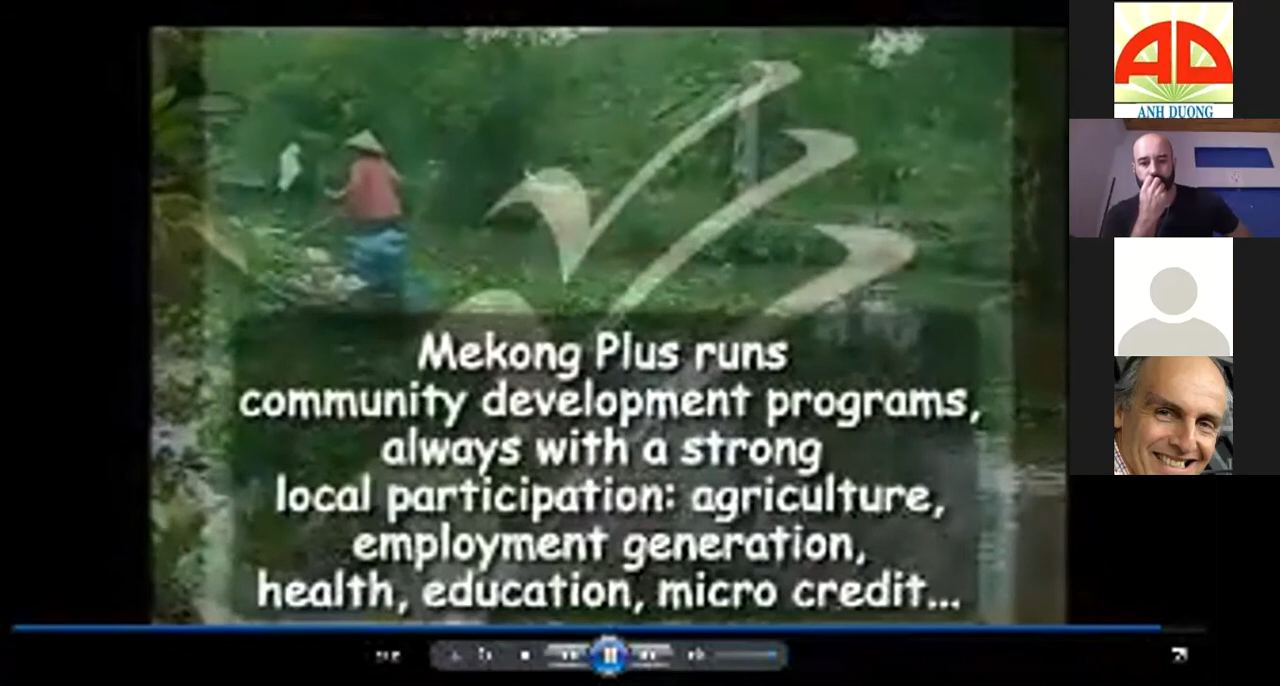 Mekong Plus runs
community development programs,
always with a strong
local participation: agriculture,
employment generation,
health, education, micro credit...
AD
ANH DUONG